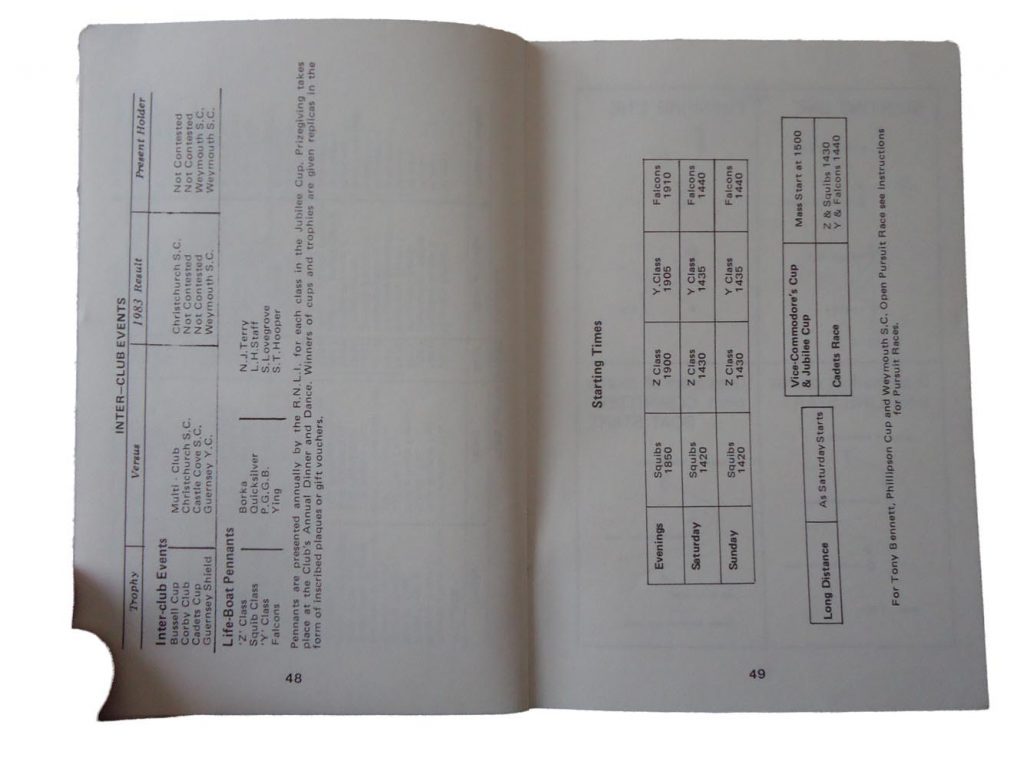 INTER-CLUB EVENTS
Trophy Versus 1983 Result Present Holder
Inter-club Events
Bussell Cup Multi - Club Christchurch S.C. Not Contested
Corby Club Christchurch S.C. Not Contested Not Contested
Cadets Cup Castle Cove S.C. Not Contested Weymouth S.C.
Guernsey Shield Guernsey Y.C. Weymouth S.C. Weymouth S.C.
Life-Boat Pennants
'Z' Class Borka N.J.Terry
Squib Class Quicksilver L.H.Staff
'Y' Class P.G.G.B. S.Lovegrove
Falcons Ying S.T.Hooper
Pennants are presented annually by the R.N.L.I. for each class in the Jubilee Cup. Prizegiving takes
place at the Club's Annual Dinner and Dance. Winners of cups and trophies are given replicas in the
form of inscribed plaques or gift vouchers.
48
Starting Times
Evenings Squibs 1850 Z Class 1900 Y.Class 1905 Falcons 1910
Saturday Squibs 1420 Z Class 1430 Y Class 1435 Falcons 1440
Sunday Squibs 1420 Z Class 1430 Y Class 1435 Falcons 1440
Long Distance As Saturday Starts
Vice-Commodore's Cup & Jubilee Cup Mass Start at 1500
Cadets Race Z & Squibs 1430
Y & Falcons 1440
For Tony Bennett, Phillipson Cup and Weymouth S.C. Open Pursuit Race see instructions
for Pursuit Races.
49